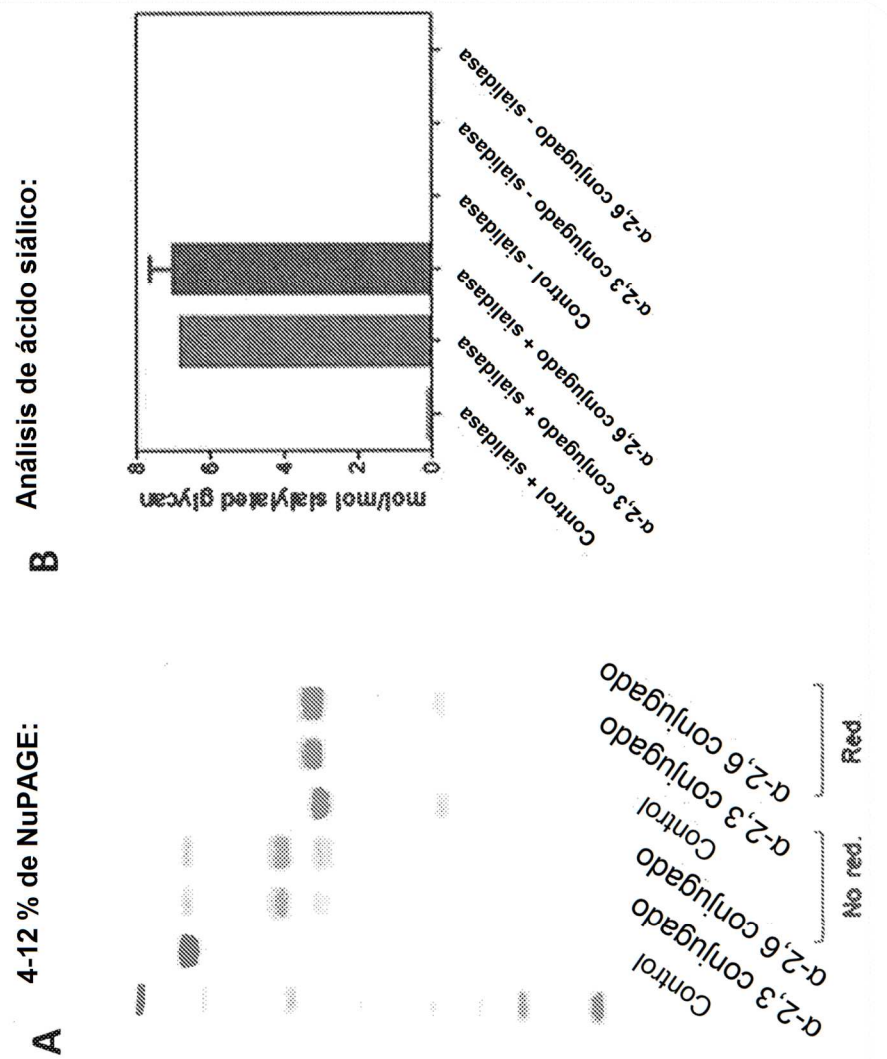 A
4-12 % de NuPAGE:
Control
α-2,3 conjugado
α-2,6 conjugado
Control
α-2,3 conjugado
α-2,6 conjugado
No red.
Red.
B
Análisis de ácido siálico:
mol/mol sialylated glycan
8
6
4
2
0
Control + sialidasa
α-2,3 conjugado + sialidasa
α-2,6 conjugado + sialidasa
Control - sialidasa
α-2,3 conjugado - sialidasa
α-2,6 conjugado - sialidasa